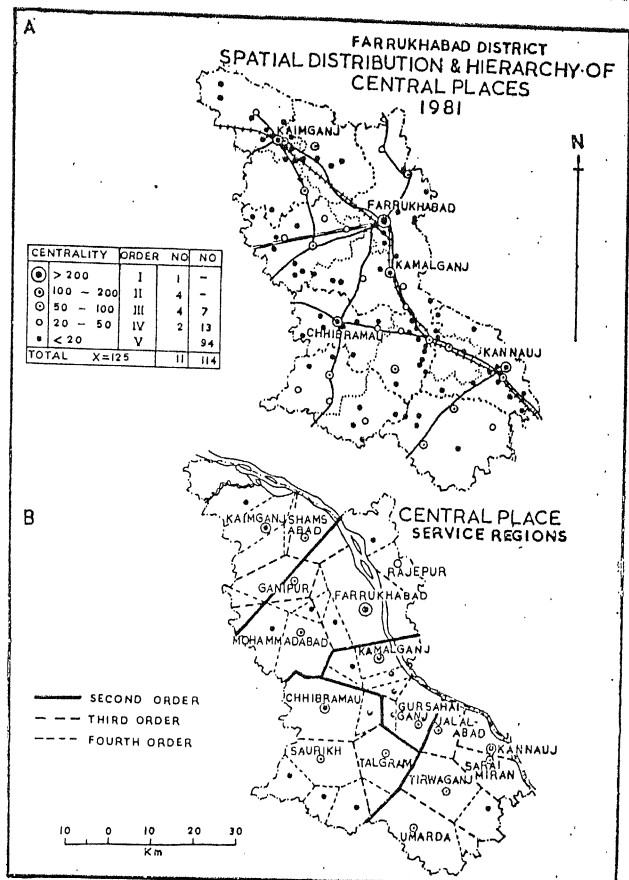 A
FARRUKHABAD DISTRICT
SPATIAL DISTRIBUTION & HIERARCHY OF
CENTRAL PLACES
1981
N
KAIMGANJ
FARRUKHABAD
KAMALGANJ
CHHIBRAMAU
KANNAUJ
CENTRALITY ORDER NO NO
> 200 I 1 -
100 - 200 II 4 -
50 - 100 III 4 7
20 - 50 IV 2 13
< 20 V 94
TOTAL X=125 11 114
B
CENTRAL PLACE
SERVICE REGIONS
KAIMGANJ
SHAMS
ABAD
RAJEPUR
GANIPUR
FARRUKHABAD
MOHAMMADABAD
KAMALGANJ
CHHIBRAMAU
GURSAHAI
GANJ
JALAL-
ABAD
KANNAUJ
SARAI
MIRAN
SAURIKH
TALGRAM
TIRWAGANJ
UMARDA
SECOND ORDER
THIRD ORDER
FOURTH ORDER
10 0 10 20 30
Km